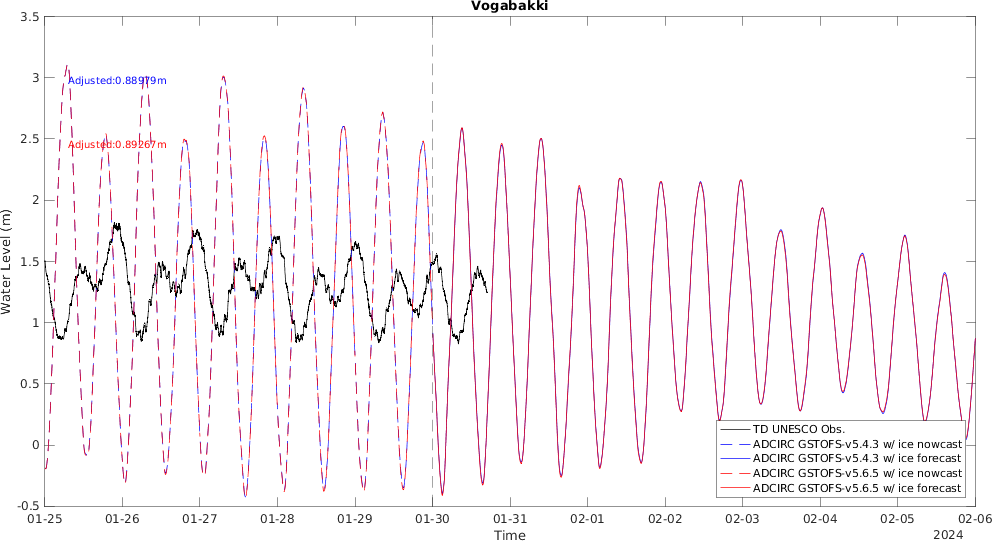 Vogabakki
3.5
3
2.5
2
1.5
1
0.5
0
-0.5
Water Level (m)
Adjusted:0.88979m
Adjusted:0.89267m
TD UNESCO Obs.
ADCIRC GSTOFS-v5.4.3 w/ ice nowcast
ADCIRC GSTOFS-v5.4.3 w/ ice forecast
ADCIRC GSTOFS-v5.6.5 w/ ice nowcast
ADCIRC GSTOFS-v5.6.5 w/ ice forecast
01-25 01-26 01-27 01-28 01-29 01-30 01-31 02-01 02-02 02-03 02-04 02-05 02-06
Time
2024